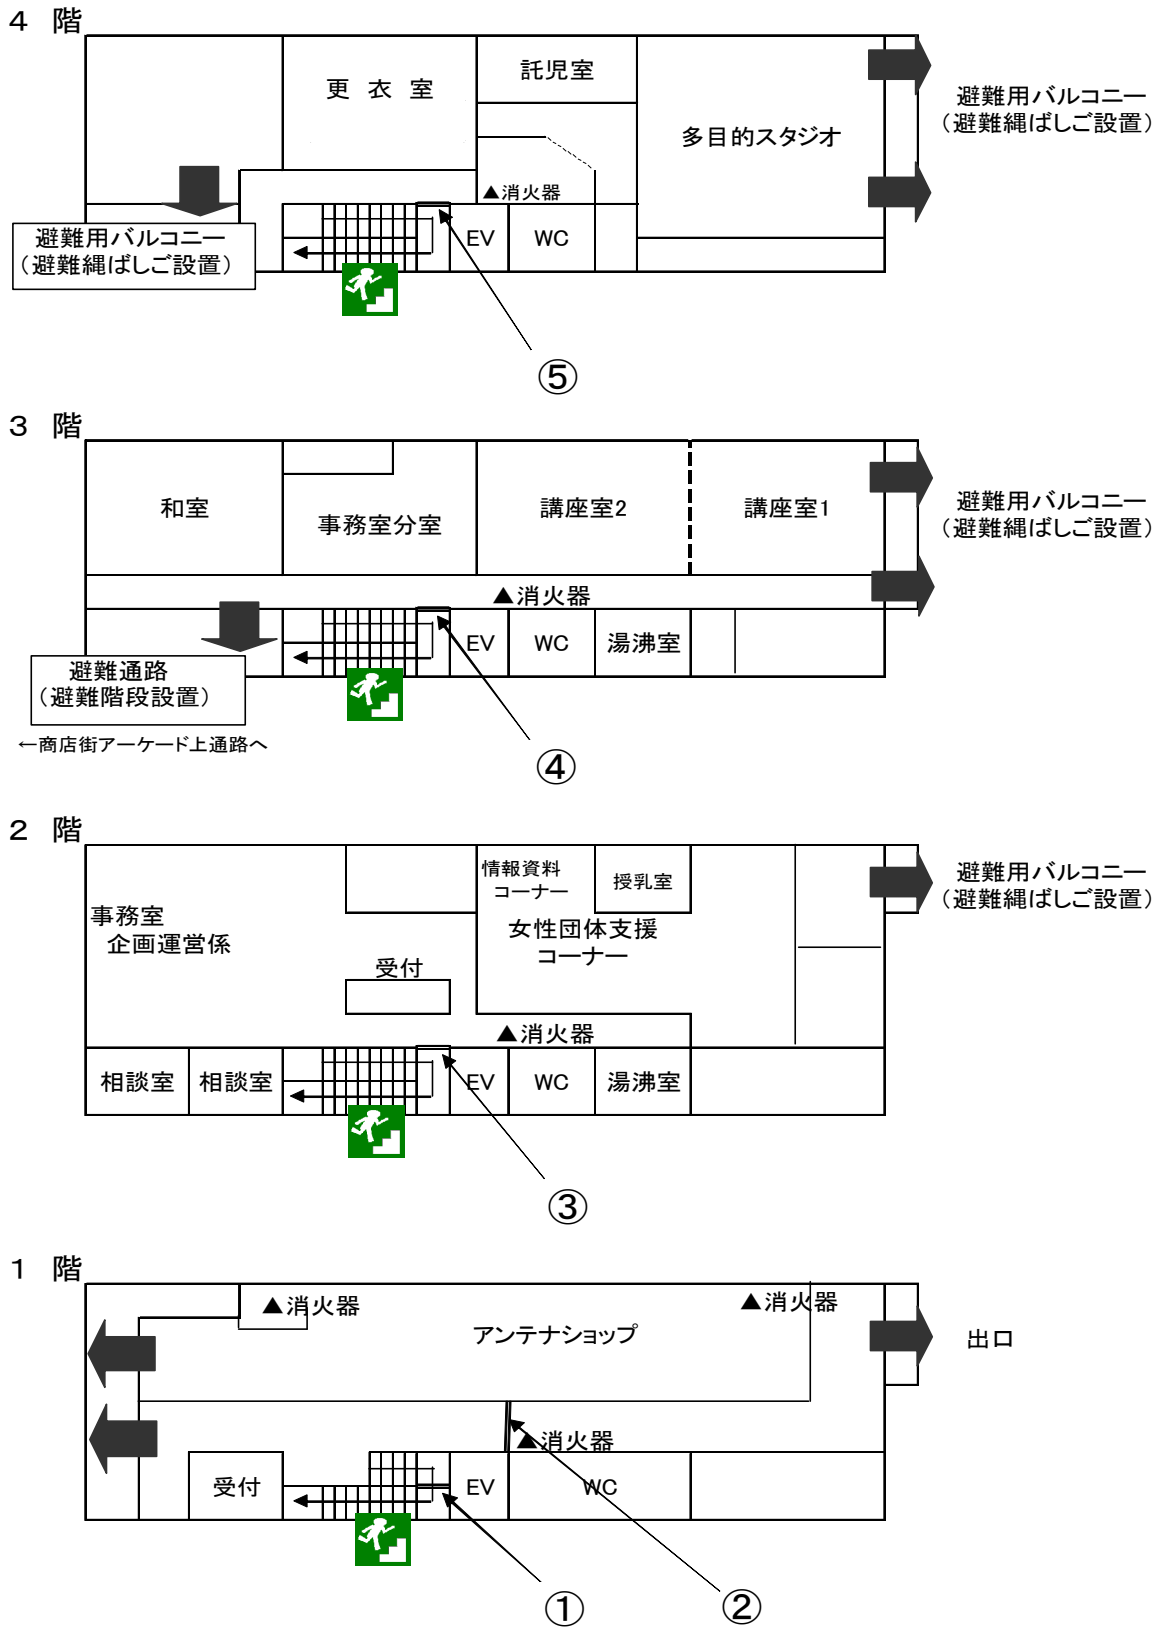 ４　階
更　衣　室
託児室
多目的スタジオ
避難用バルコニー
（避難縄ばしご設置）
▲消火器
避難用バルコニー
（避難縄ばしご設置）
EV
WC
⑤
３　階
和室
事務室分室
講座室2
講座室1
避難用バルコニー
（避難縄ばしご設置）
▲消火器
EV
WC
湯沸室
避難通路
（避難階段設置）
←商店街アーケード上通路へ
④
２　階
事務室
企画運営係
受付
情報資料
コーナー
授乳室
女性団体支援
コーナー
避難用バルコニー
（避難縄ばしご設置）
▲消火器
相談室
相談室
EV
WC
湯沸室
③
１　階
▲消火器
▲消火器
アンテナショップ
出口
▲消火器
受付
EV
WC
①
②